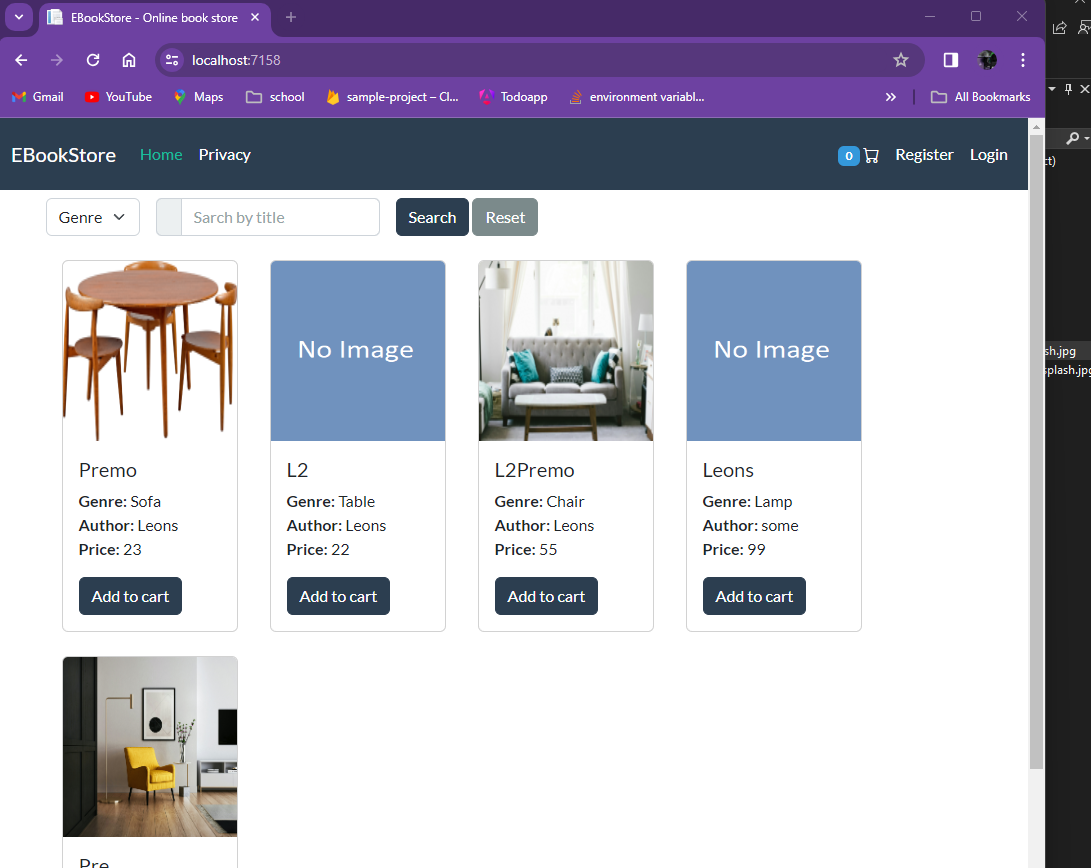 EBookStore - Online book store
localhost:7158
Gmail YouTube Maps school sample-project – Cl... Todoapp environment variabl... All Bookmarks
EBookStore Home Privacy 0 Register Login
ct)
Genre Sarch by title Search Reset
No Image No Image
sh.jpg
splash.jpg
Premo L2 L2Premo Leons
Genre: Sofa Genre: Table Genre: Chair Genre: Lamp
Author: Leons Author: Leons Author: Leons Author: some
Price: 23 Price: 22 Price: 55 Price: 99
Add to cart Add to cart Add to cart Add to cart
Pre